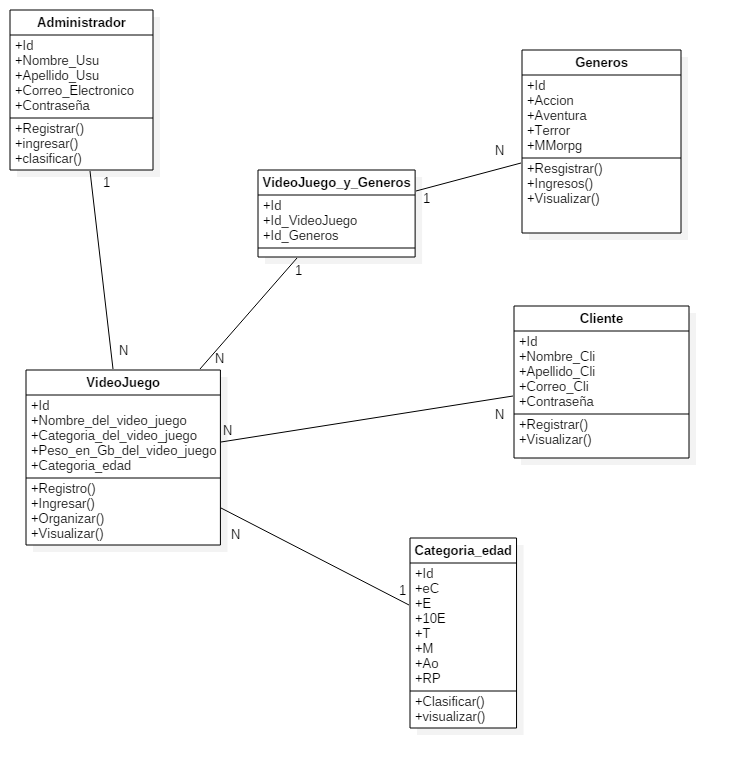 Administrador
+Id
+Nombre_Usu
+Apellido_Usu
+Correo_Electronico
+Contraseña
+Registrar()
+ingresar()
+clasificar()
1
N
Generos
+Id
+Accion
+Aventura
+Terror
+MMorpg
+Resgistrar()
+Ingresos()
+Visualizar()
N
1
VideoJuego_y_Generos
+Id
+Id_VideoJuego
+Id_Generos
1
N
Cliente
+Id
+Nombre_Cli
+Apellido_Cli
+Correo_Cli
+Contraseña
+Registrar()
+Visualizar()
N
N
VideoJuego
+Id
+Nombre_del_video_juego
+Categoria_del_video_juego
+Peso_en_Gb_del_video_juego
+Categoria_edad
+Registro()
+Ingresar()
+Organizar()
+Visualizar()
N
1
Categoria_edad
+Id
+eC
+E
+10E
+T
+M
+Ao
+RP
+Clasificar()
+visualizar()